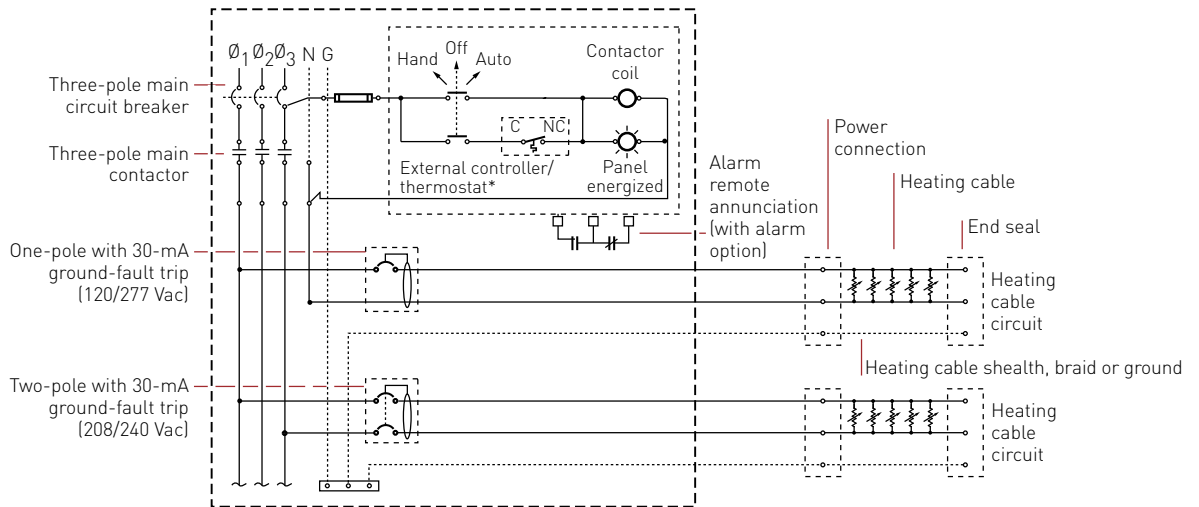 Ø1 Ø2 Ø3 N G
Three-pole main
circuit breaker
Three-pole main
contactor
Hand
Off
Auto
Contactor
coil
C NC
External controller/
thermostat*
Panel
energized
Alarm
remote
annunciation
(with alarm
option)
Power
connection
Heating cable
End seal
One-pole with 30-mA
ground-fault trip
(120/277 Vac)
Heating
cable
circuit
Heating cable shealth, braid or ground
Two-pole with 30-mA
ground-fault trip
(208/240 Vac)
Heating
cable
circuit